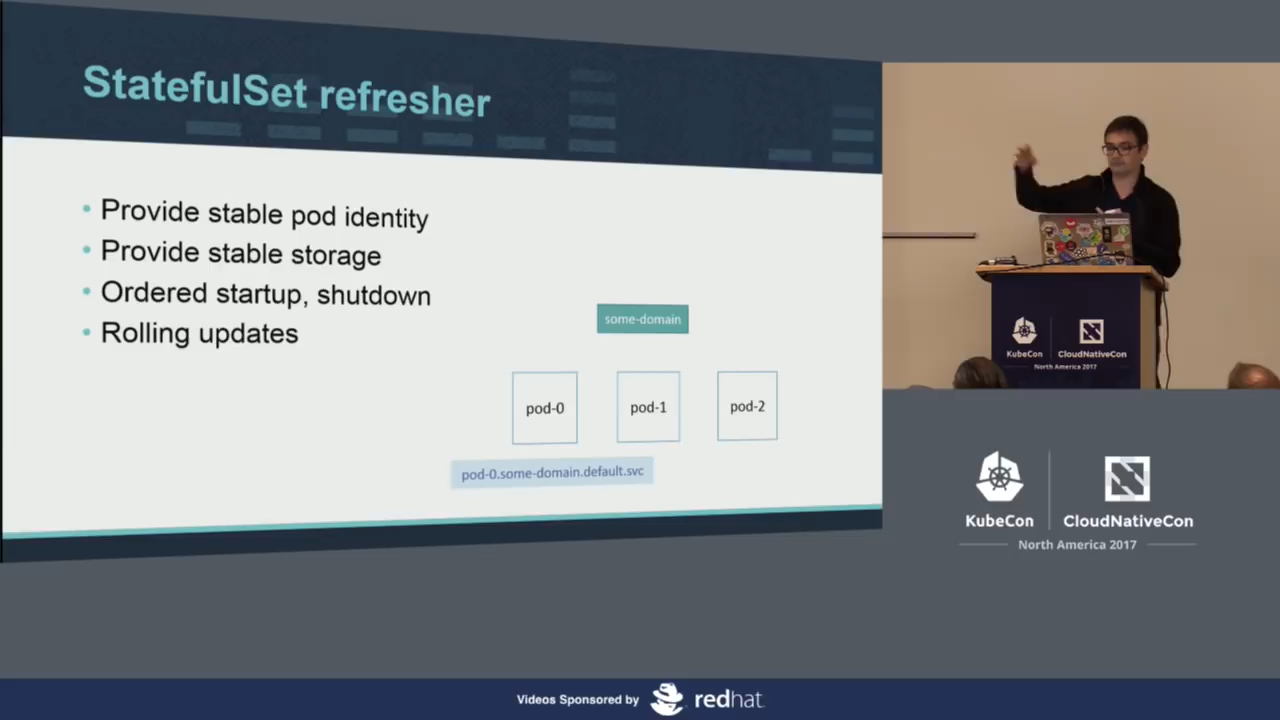 StatefulSet refresher
• Provide stable pod identity
• Provide stable storage
• Ordered startup, shutdown
• Rolling updates
some-domain
pod-0
pod-1
pod-2
pod-0.some-domain.default.svc
KubeCon
CloudNativeCon
North America 2017
KubeCon
CloudNativeCon
North America 2017
Videos Sponsored by
redhat